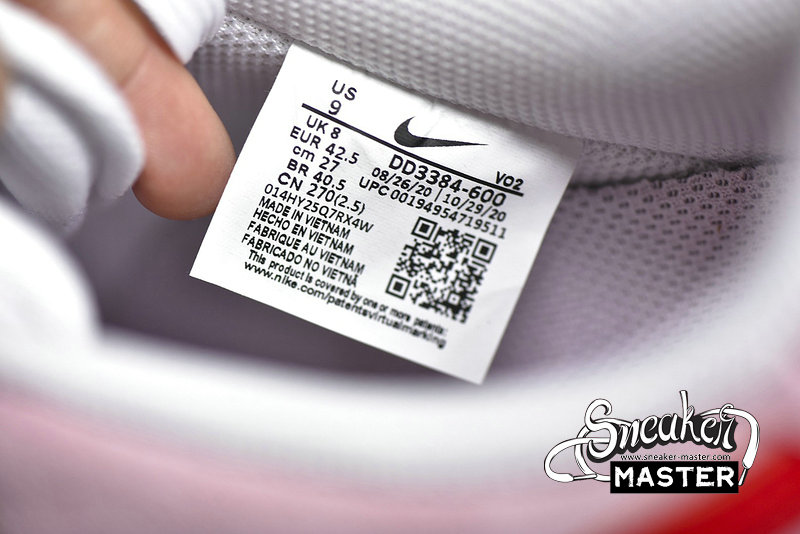 US
9
UK 8
EUR 42.5
cm 27
BR 40.5
CN 270(2.5)
VO2
DD3384-600
08/26/20 | 10/29/20
UPC 00194954719511
014HY25Q7RX4W
MADE IN VIETNAM
HECHO EN VIETNAM
FABRIQUE AU VIETNAM
FABRICADO NO VIETNÃ
This product is covered by one or more patents:
www.nike.com/patentsvirtualmarking
Sneaker
www.sneaker-master.com
MASTER